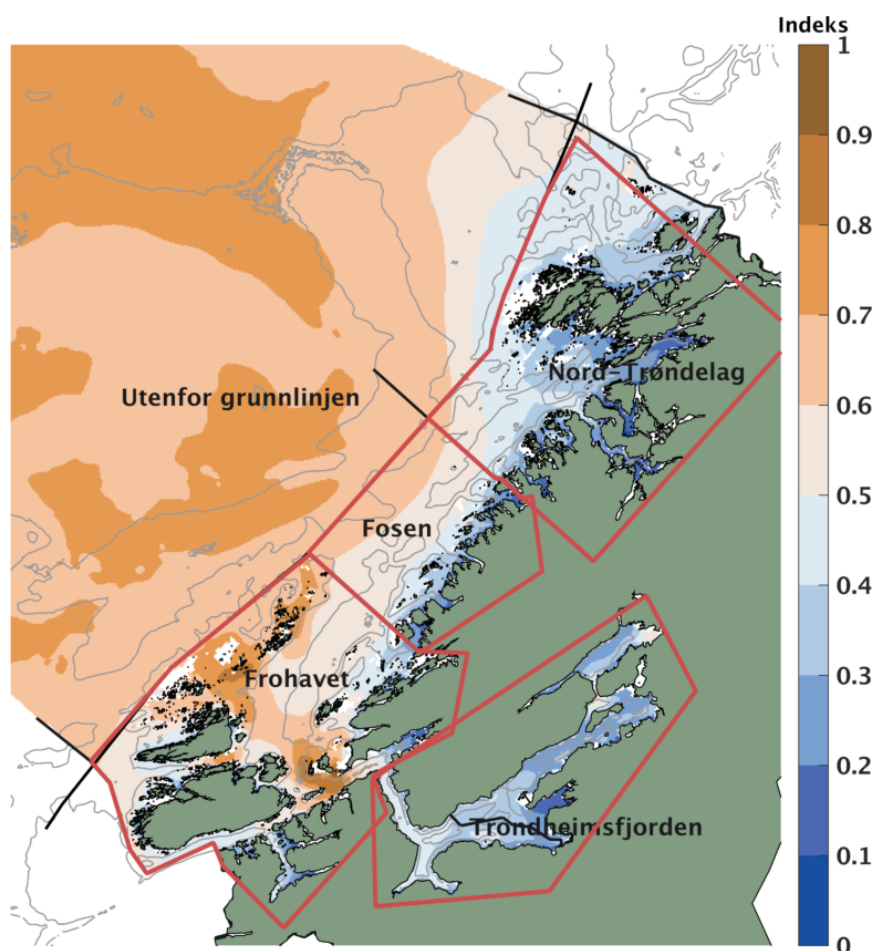 Indeks
1
0.9
0.8
0.7
0.6
0.5
0.4
0.3
0.2
0.1
0
Utenfor grunnlinjen
Nord-Trøndelag
Fosen
Frohavet
Trondheimsfjorden